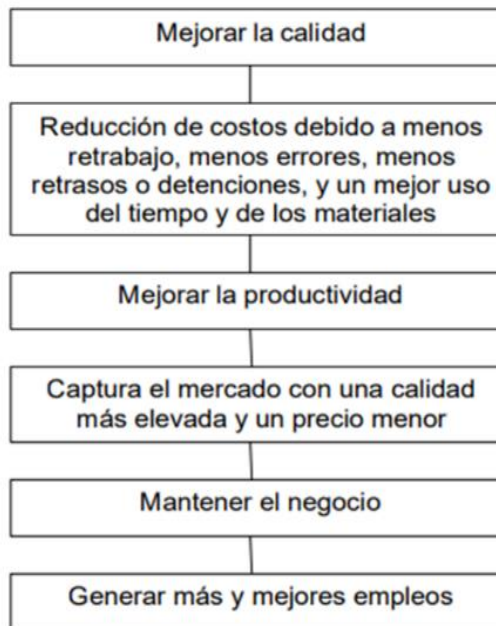 Mejorar la calidad
Reducción de costos debido a menos
retrabajo, menos errores, menos
retrasos o detenciones, y un mejor uso
del tiempo y de los materiales
Mejorar la productividad
Captura el mercado con una calidad
más elevada y un precio menor
Mantener el negocio
Generar más y mejores empleos